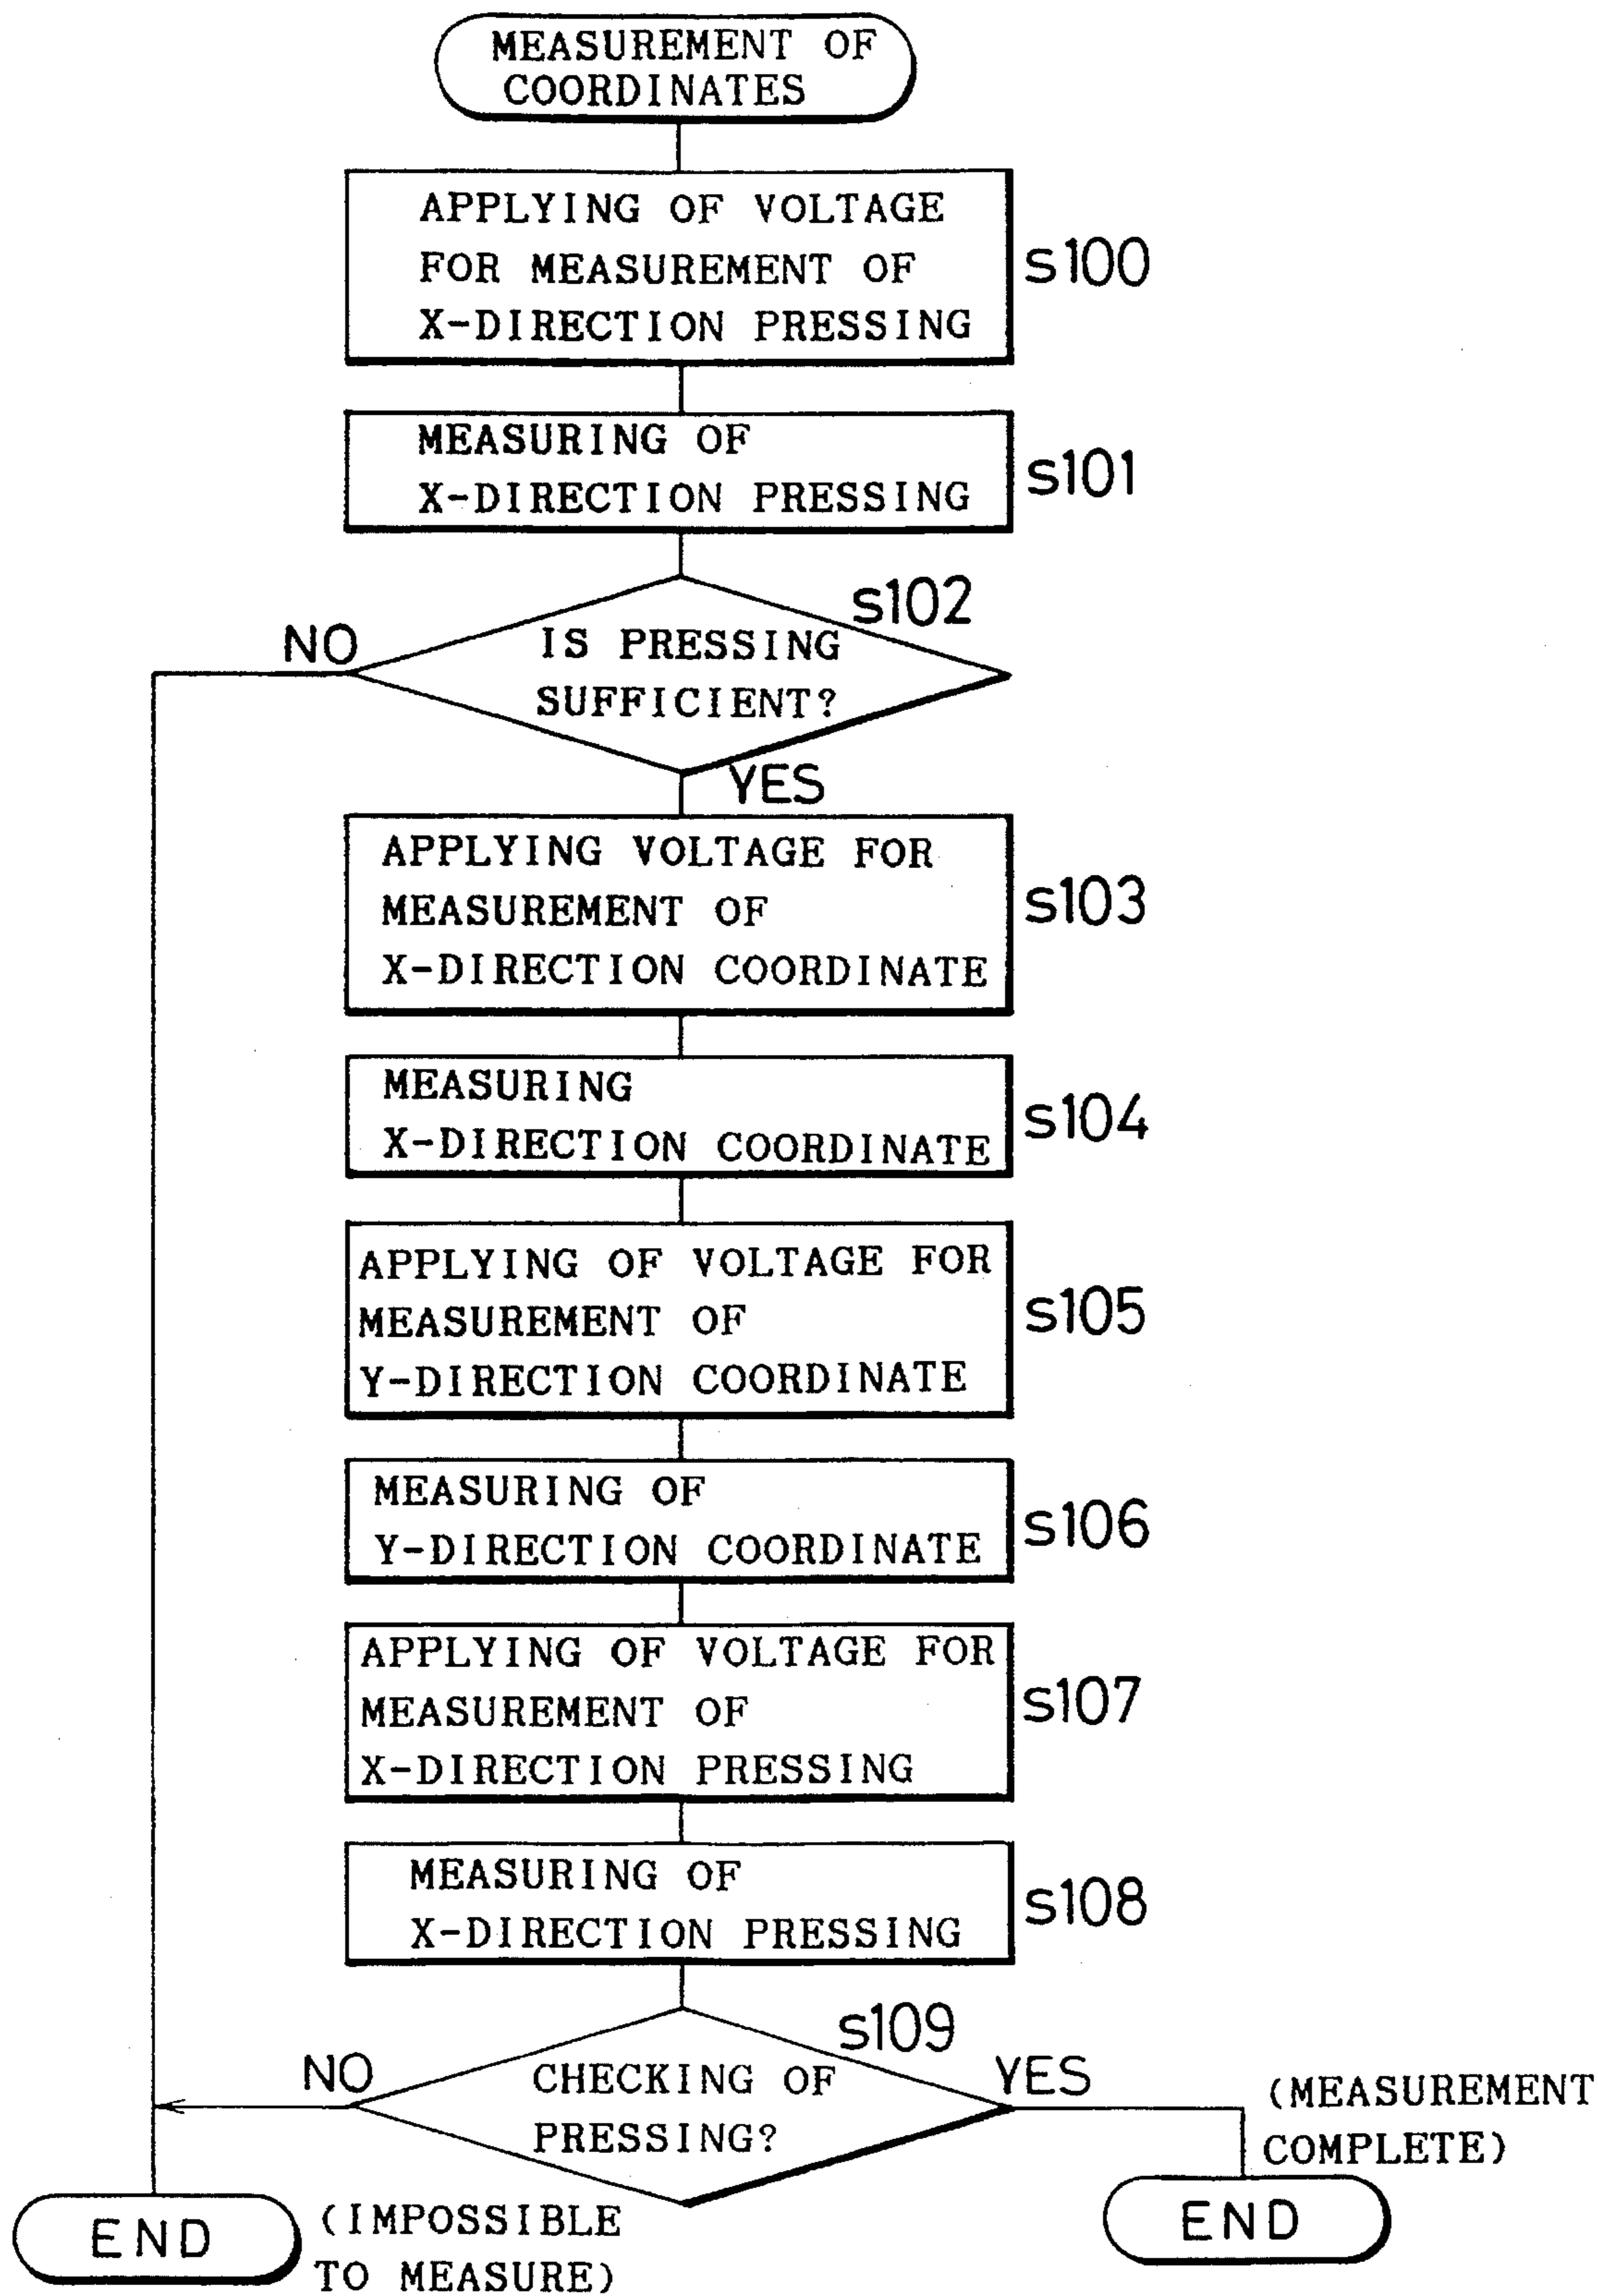 MEASUREMENT OF
COORDINATES
APPLYING OF VOLTAGE
FOR MEASUREMENT OF
X-DIRECTION PRESSING
s100
MEASURING OF
X-DIRECTION PRESSING
s101
s102
NO
IS PRESSING
SUFFICIENT?
YES
APPLYING VOLTAGE FOR
MEASUREMENT OF
X-DIRECTION COORDINATE
s103
MEASURING
X-DIRECTION COORDINATE
s104
APPLYING OF VOLTAGE FOR
MEASUREMENT OF
Y-DIRECTION COORDINATE
s105
MEASURING OF
Y-DIRECTION COORDINATE
s106
APPLYING OF VOLTAGE FOR
MEASUREMENT OF
X-DIRECTION PRESSING
s107
MEASURING OF
X-DIRECTION PRESSING
s108
s109
NO
CHECKING OF
PRESSING?
YES
(MEASUREMENT
COMPLETE)
END
(IMPOSSIBLE
TO MEASURE)
END